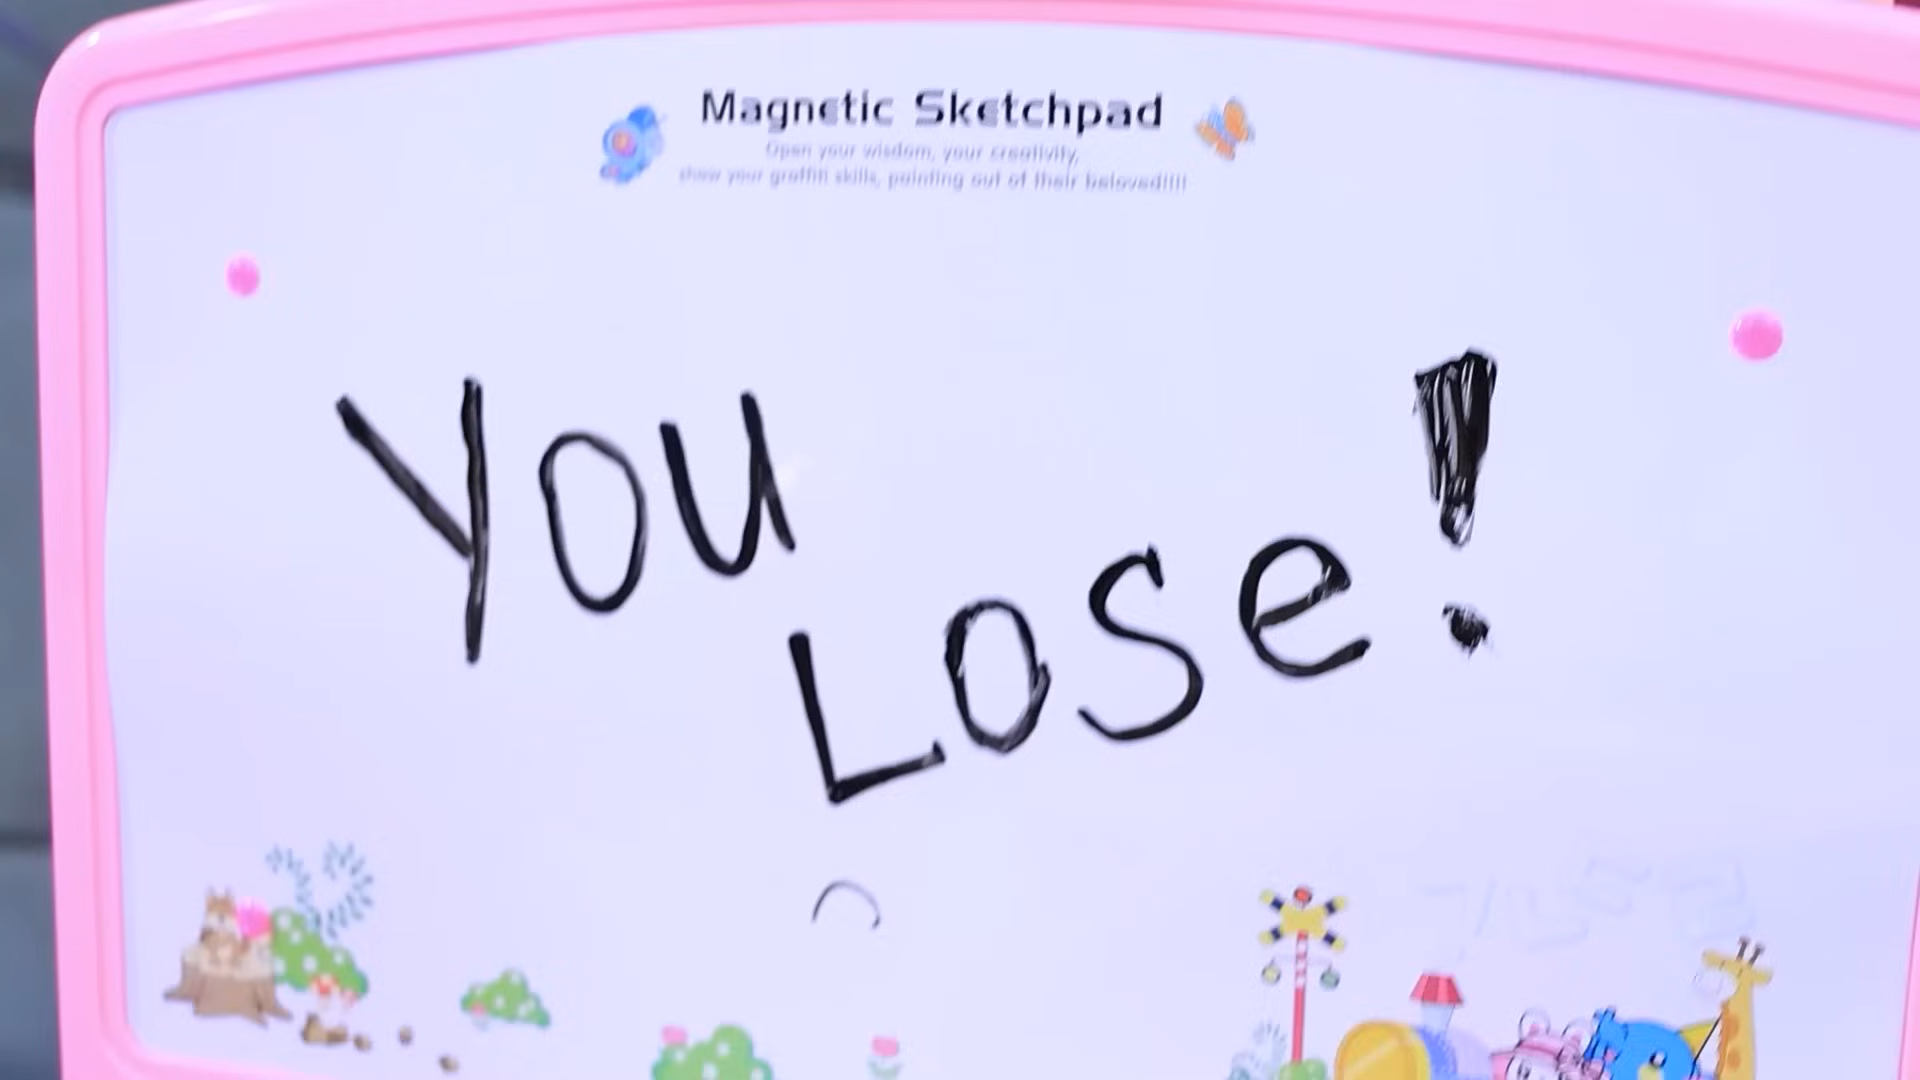 Magnetic Sketchpad
Open your wisdom, your creativity,
show your graffiti skills, painting out of their beloved!!!!
you
Lose!